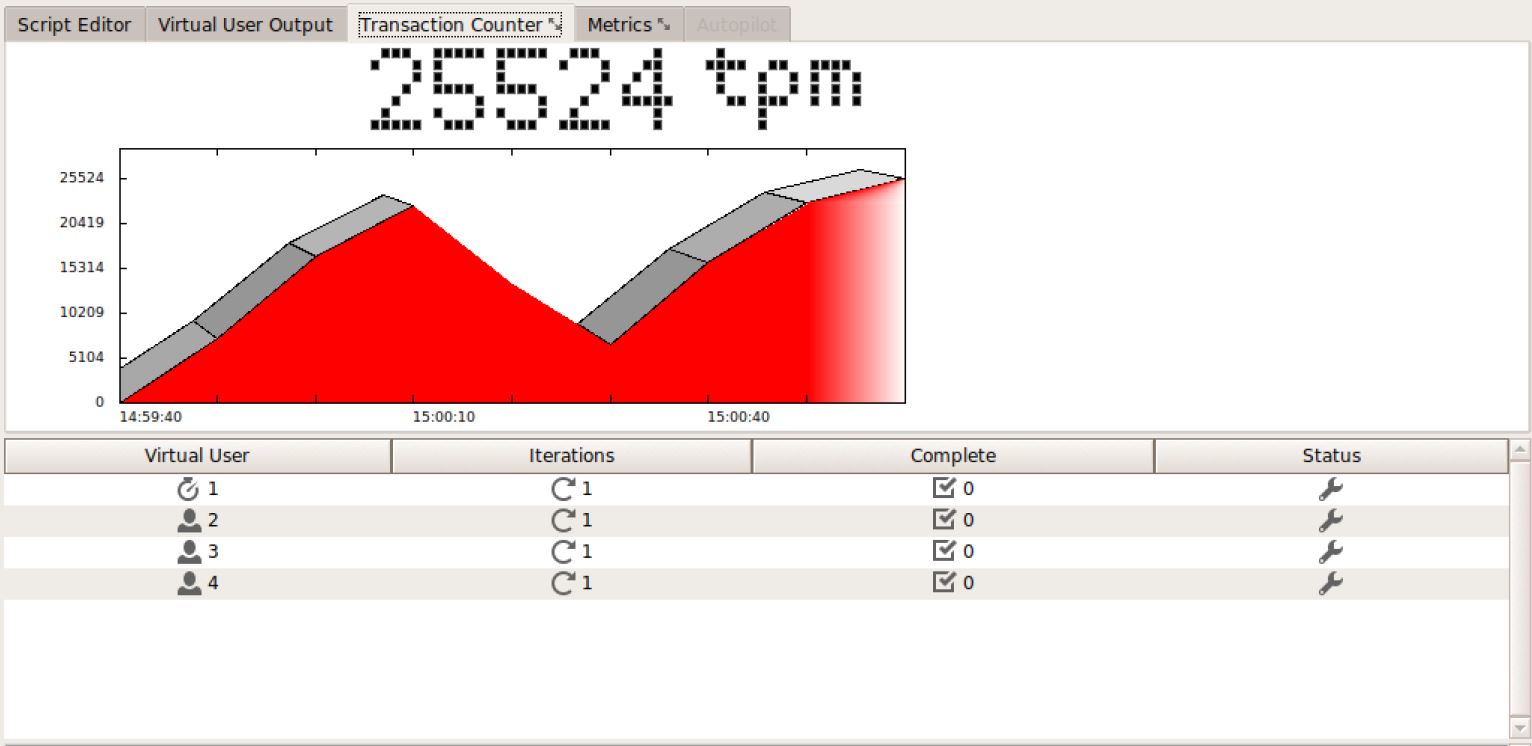 Script Editor Virtual User Output Transaction Counter Metrics Autopilot
25524 tpm
25524
20419
15314
10209
5104
0
14:59:40 15:00:10 15:00:40
Virtual User Iterations Complete Status
1 1 0
2 1 0
3 1 0
4 1 0